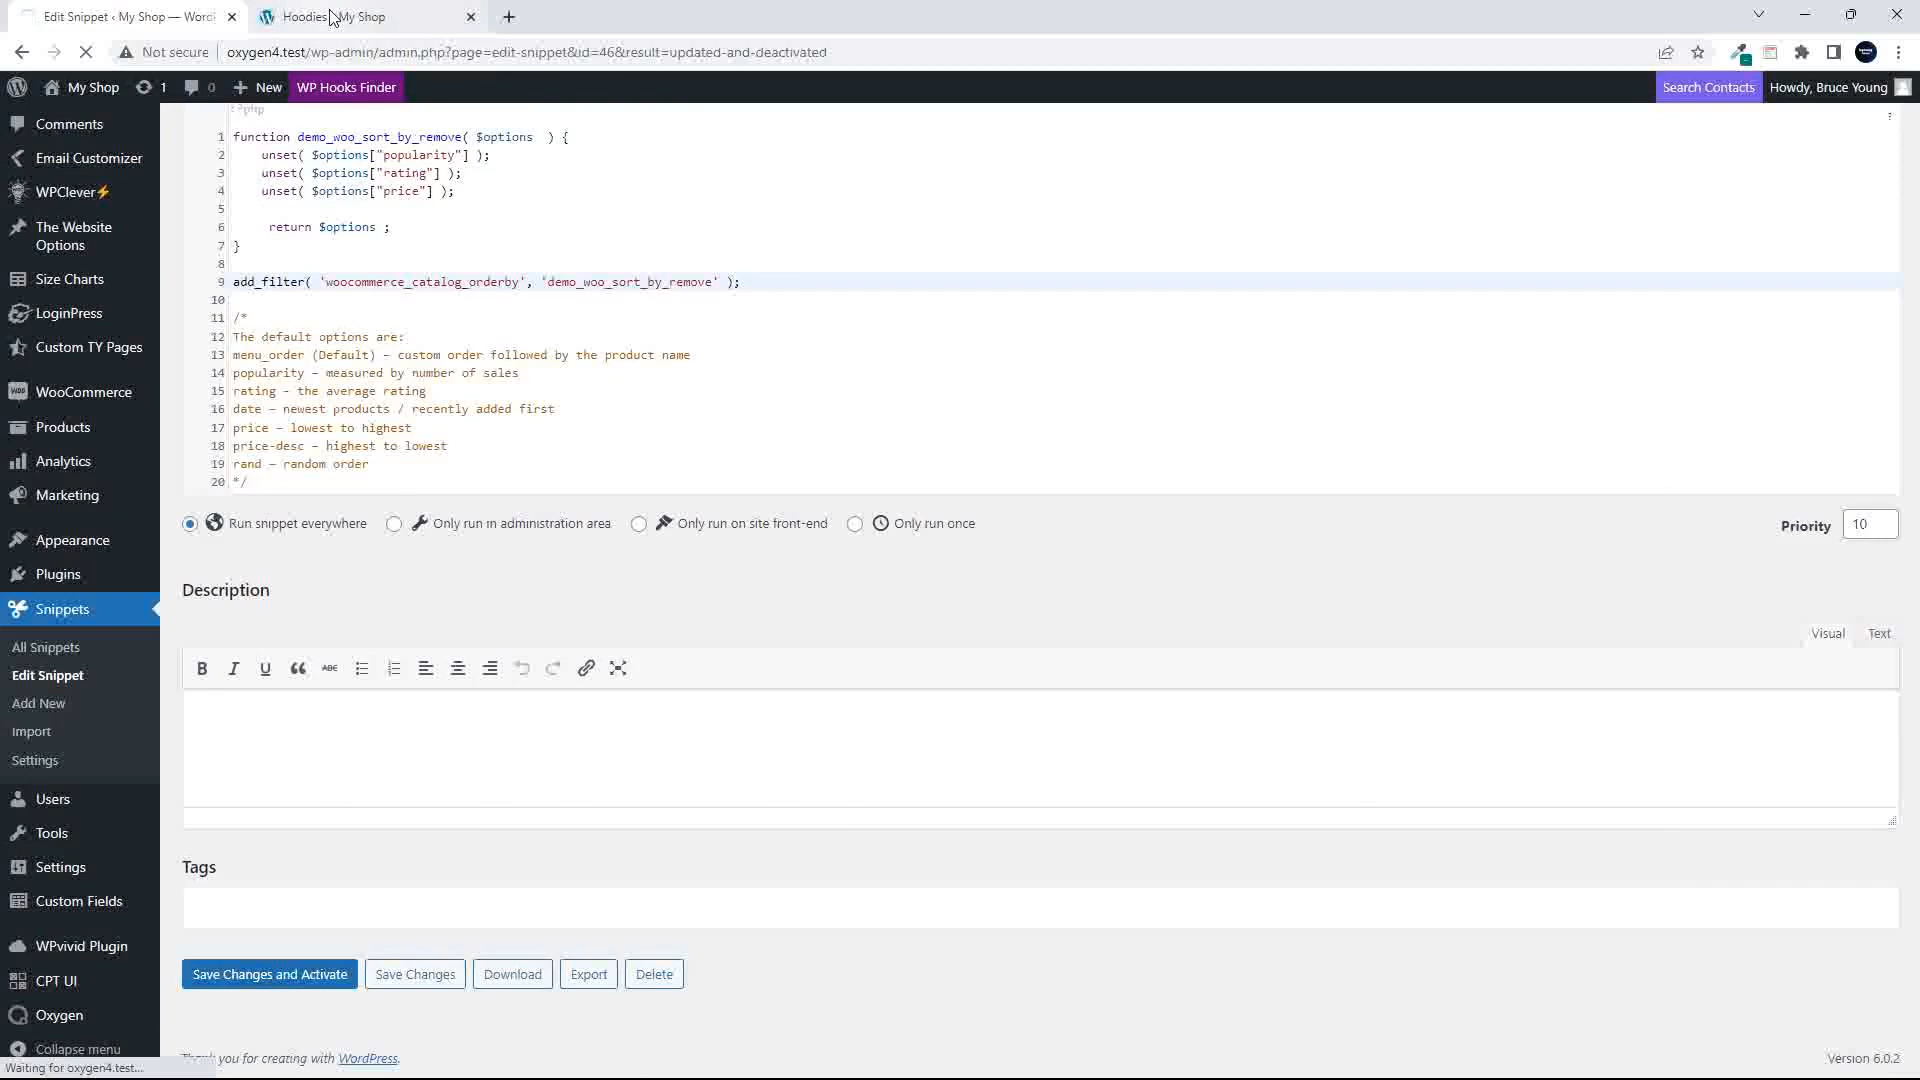 Edit Snippet ‹ My Shop — Word
Hoodies
My Shop
Not secure
oxygen4.test/wp-admin/admin.php?page=edit-snippet&id=46&result=updated-and-deactivated
My Shop
1
0
New
WP Hooks Finder
Search Contacts
Howdy, Bruce Young
Comments
Email Customizer
WPClever⚡
The Website
Options
Size Charts
LoginPress
Custom TY Pages
WooCommerce
Products
Analytics
Marketing
Appearance
Plugins
Snippets
All Snippets
Edit Snippet
Add New
Import
Settings
Users
Tools
Settings
Custom Fields
WPvivid Plugin
CPT UI
Oxygen
Collapse menu
Waiting for oxygen4.test...
1 function demo_woo_sort_by_remove( $options  ) {
2     unset( $options["popularity"] );
3     unset( $options["rating"] );
4     unset( $options["price"] );
5
6      return $options ;
7 }
8
9 add_filter( 'woocommerce_catalog_orderby', 'demo_woo_sort_by_remove' );
10
11 /*
12 The default options are:
13 menu_order (Default) – custom order followed by the product name
14 popularity – measured by number of sales
15 rating – the average rating
16 date – newest products / recently added first
17 price – lowest to highest
18 price-desc – highest to lowest
19 rand – random order
20 */
Run snippet everywhere
Only run in administration area
Only run on site front-end
Only run once
Priority
10
Description
Visual
Text
B I U
ABC
Tags
Save Changes and Activate
Save Changes
Download
Export
Delete
Thank you for creating with WordPress.
Version 6.0.2